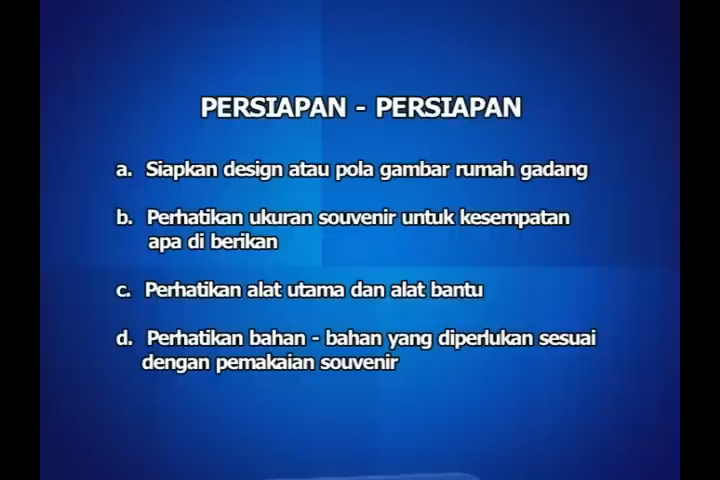 PERSIAPAN - PERSIAPAN
a. Siapkan design atau pola gambar rumah gadang
b. Perhatikan ukuran souvenir untuk kesempatan
apa di berikan
c. Perhatikan alat utama dan alat bantu
d. Perhatikan bahan - bahan yang diperlukan sesuai
dengan pemakaian souvenir